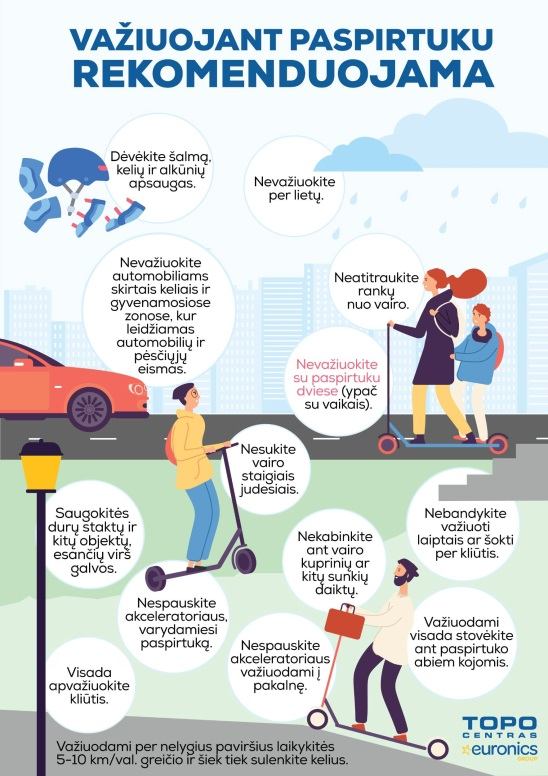 VAŽIUOJANT PASPIRTUKU
REKOMENDUOJAMA
Dėvėkite šalmą,
kelių ir alkūnių
apsaugas.
Nevažiuokite
per lietų.
Nevažiuokite
automobiliams
skirtais keliais ir
gyvenamosiose
zonose, kur
leidžiamas
automobilių ir
pėsčiųjų
eismas.
Neatitraukite
rankų
nuo vairo.
Nevažiuokite
su paspirtuku
dviese (ypač
su vaikais).
Nesukite
vairo
staigiais
judesiais.
Saugokitės
durų staktų ir
kitų objektų,
esančių virš
galvos.
Nekabinkite
ant vairo
kuprinių ar
kitų sunkių
daiktų.
Nebandykite
važiuoti
laiptais ar šokti
per kliūtis.
Nespauskite
akceleratoriaus,
varydamiesi
paspirtuką.
Nespauskite
akceleratoriaus
važiuodami į
pakalnę.
Važiuodami
visada stovėkite
ant paspirtuko
abiem kojomis.
Visada
apvažiuokite
kliūtis.
Važiuodami per nelygius paviršius laikykitės
5-10 km/val. greičio ir šiek tiek sulenkite kelius.
TOPO
CENTRAS
euronics
GROUP